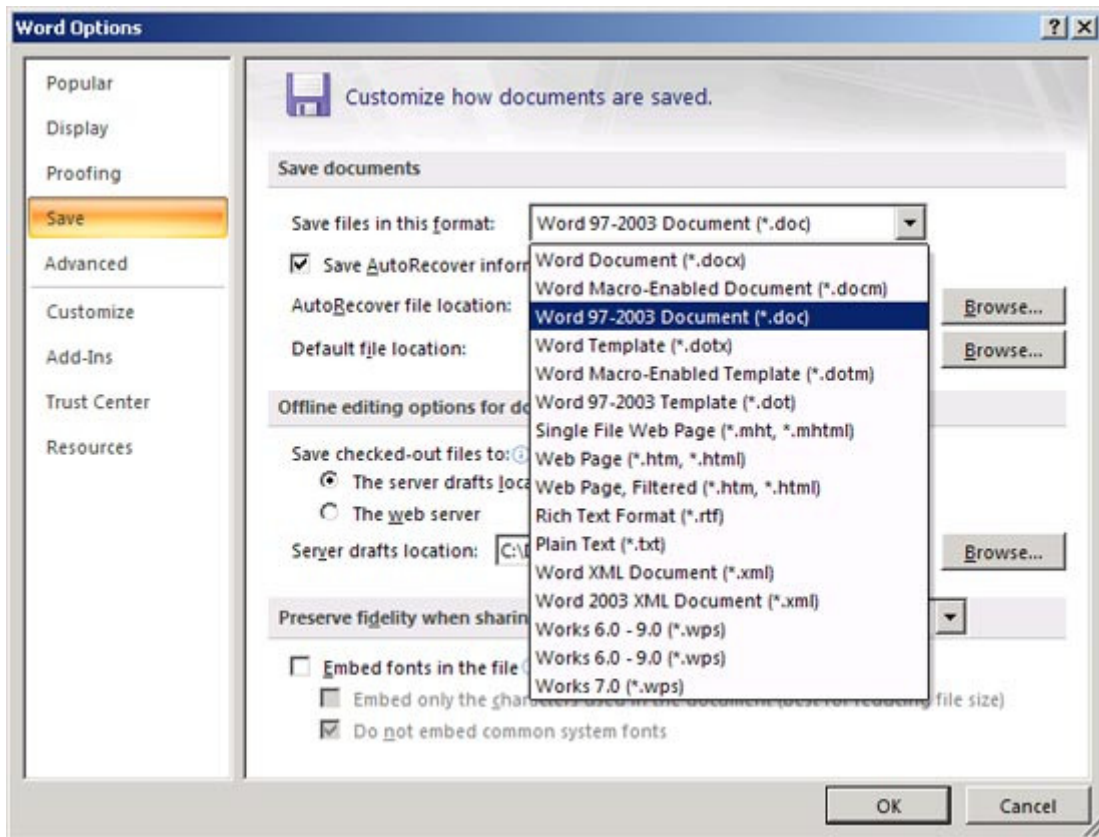 Word Options
Popular
Display
Proofing
Save
Advanced
Customize
Add-Ins
Trust Center
Resources
Customize how documents are saved.
Save documents
Save files in this format: Word 97-2003 Document (*.doc)
Save AutoRecover
AutoRecover file location: Browse...
Default file location: Browse...
Word Document (*.docx)
Word Macro-Enabled Document (*.docm)
Word 97-2003 Document (*.doc)
Word Template (*.dotx)
Word Macro-Enabled Template (*.dotm)
Word 97-2003 Template (*.dot)
Single File Web Page (*.mht, *.mhtml)
Web Page (*.htm, *.html)
Web Page, Filtered (*.htm, *.html)
Rich Text Format (*.rtf)
Plain Text (*.txt)
Word XML Document (*.xml)
Word 2003 XML Document (*.xml)
Works 6.0 - 9.0 (*.wps)
Works 6.0 - 9.0 (*.wps)
Works 7.0 (*.wps)
Offline editing options for
Save checked-out files to:
The server drafts
The web server
Server drafts location: C:\ Browse...
Preserve fidelity when
Embed fonts in the file
Embed only the characters used in the document (best for reducing file size)
Do not embed common system fonts
OK
Cancel